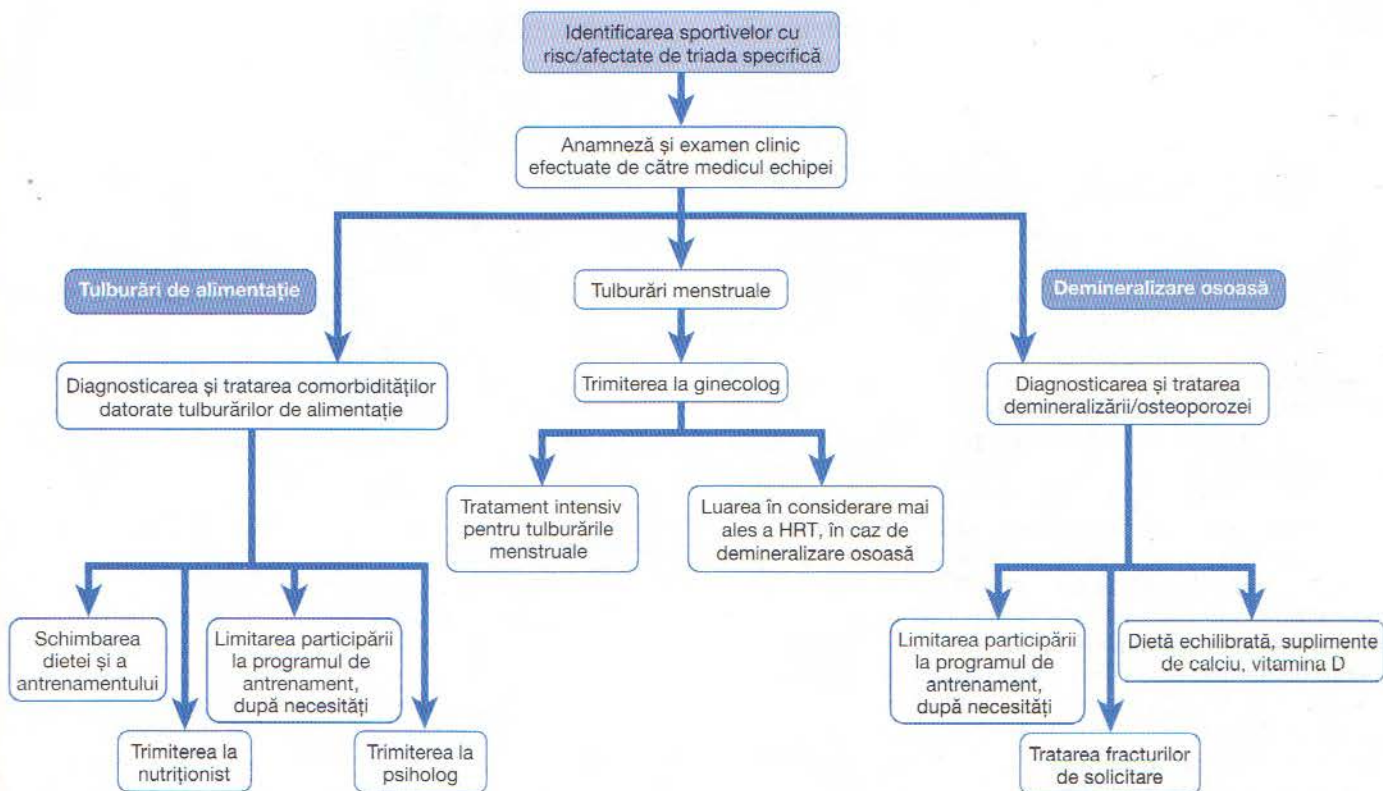 Identificarea sportivelor cu
risc/afectate de triada specifică
Anamneză și examen clinic
efectuate de către medicul echipei
Tulburări de alimentație
Tulburări menstruale
Demineralizare osoasă
Diagnosticarea și tratarea comorbidităților
datorate tulburărilor de alimentație
Trimiterea la ginecolog
Diagnosticarea și tratarea
demineralizării/osteoporozei
Tratament intensiv
pentru tulburările
menstruale
Luarea în considerare mai
ales a HRT, în caz de
demineralizare osoasă
Schimbarea
dietei și a
antrenamentului
Limitarea participării
la programul de
antrenament,
după necesități
Limitarea participării
la programul de
antrenament,
după necesități
Dietă echilibrată, suplimente
de calciu, vitamina D
Trimiterea la
nutriționist
Trimiterea la
psiholog
Tratarea fracturilor
de solicitare